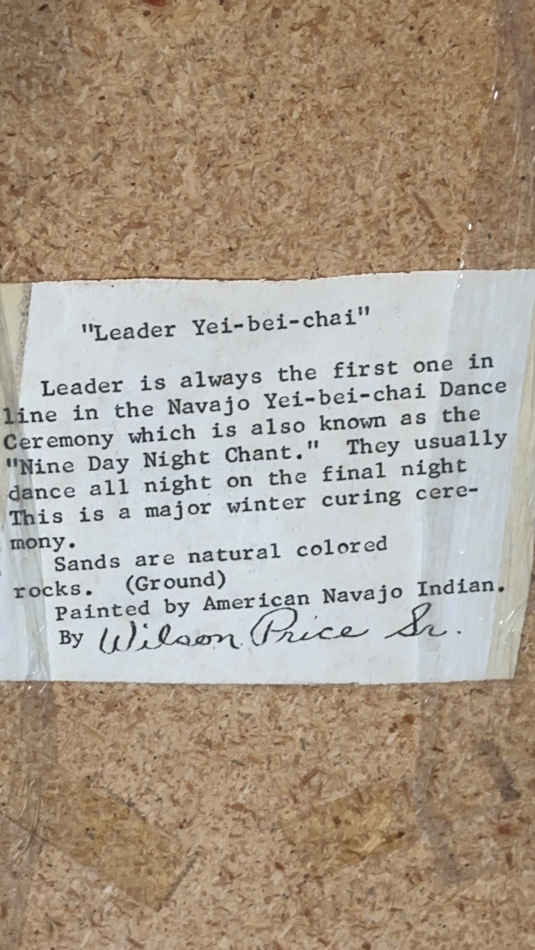 "Leader Yei-bei-chai"
Leader is always the first one in
line in the Navajo Yei-bei-chai Dance
Ceremony which is also known as the
"Nine Day Night Chant." They usually
dance all night on the final night
This is a major winter curing cere-
mony.
Sands are natural colored
rocks. (Ground)
Painted by American Navajo Indian.
By Wilson Price Sr.